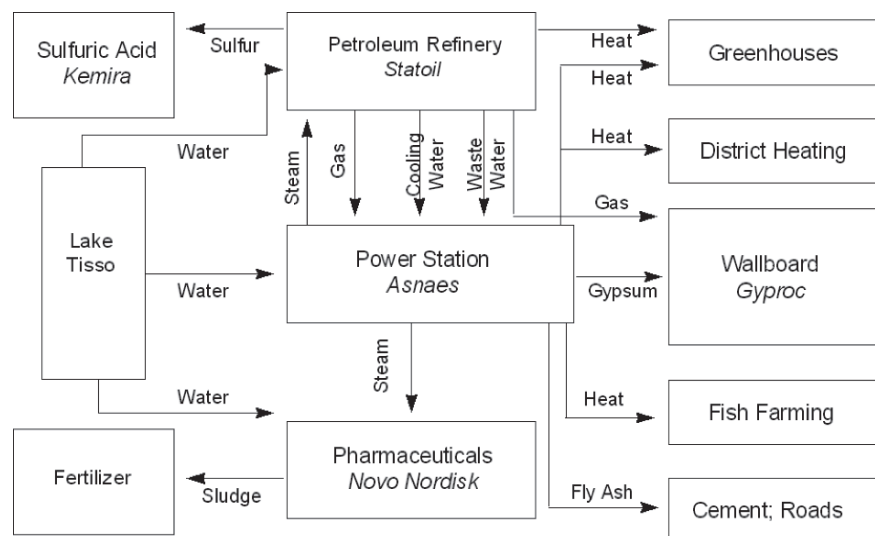 Sulfuric Acid
Kemira
Sulfur
Petroleum Refinery
Statoil
Heat
Greenhouses
Heat
Water
Steam
Gas
Cooling
Water
Waste
Water
Heat
District Heating
Gas
Lake
Tisso
Water
Power Station
Asnaes
Gypsum
Wallboard
Gyproc
Steam
Water
Heat
Fish Farming
Fertilizer
Sludge
Pharmaceuticals
Novo Nordisk
Fly Ash
Cement; Roads